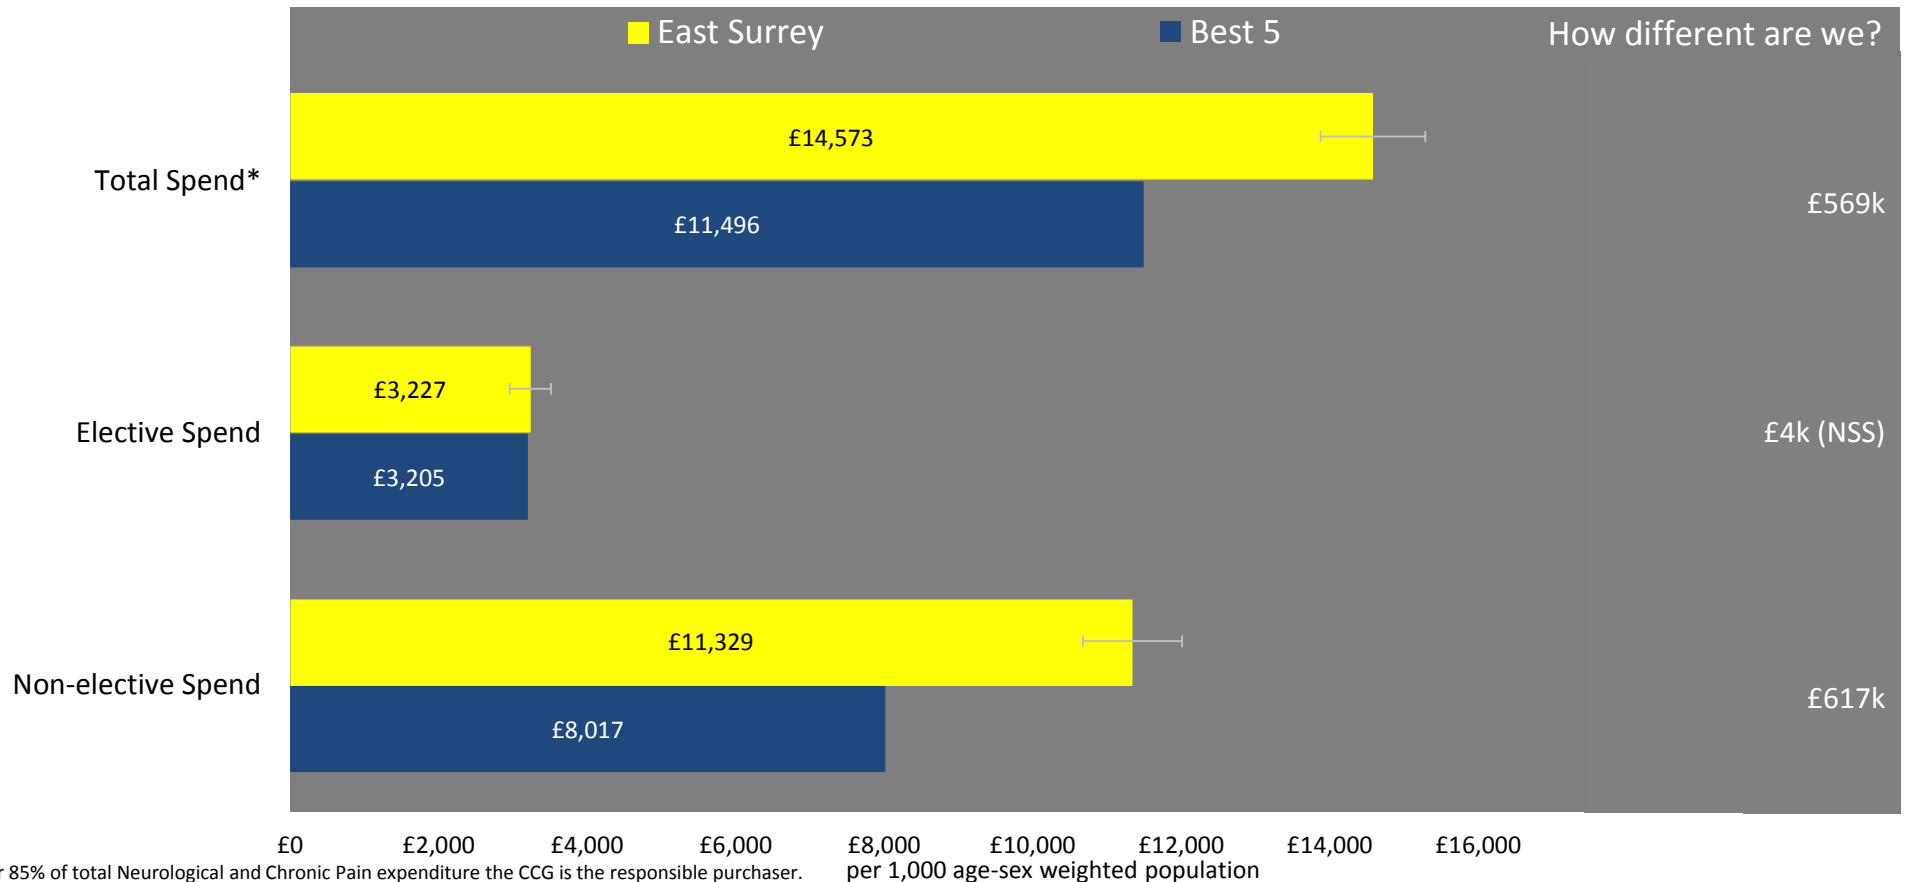 East Surrey
Best 5
How different are we?
Total Spend*
£14,573
£11,496
£569k
Elective Spend
£3,227
£3,205
£4k (NSS)
Non-elective Spend
£11,329
£8,017
£617k
£0 £2,000 £4,000 £6,000 £8,000 £10,000 £12,000 £14,000 £16,000
85% of total Neurological and Chronic Pain expenditure the CCG is the responsible purchaser.
per 1,000 age-sex weighted population